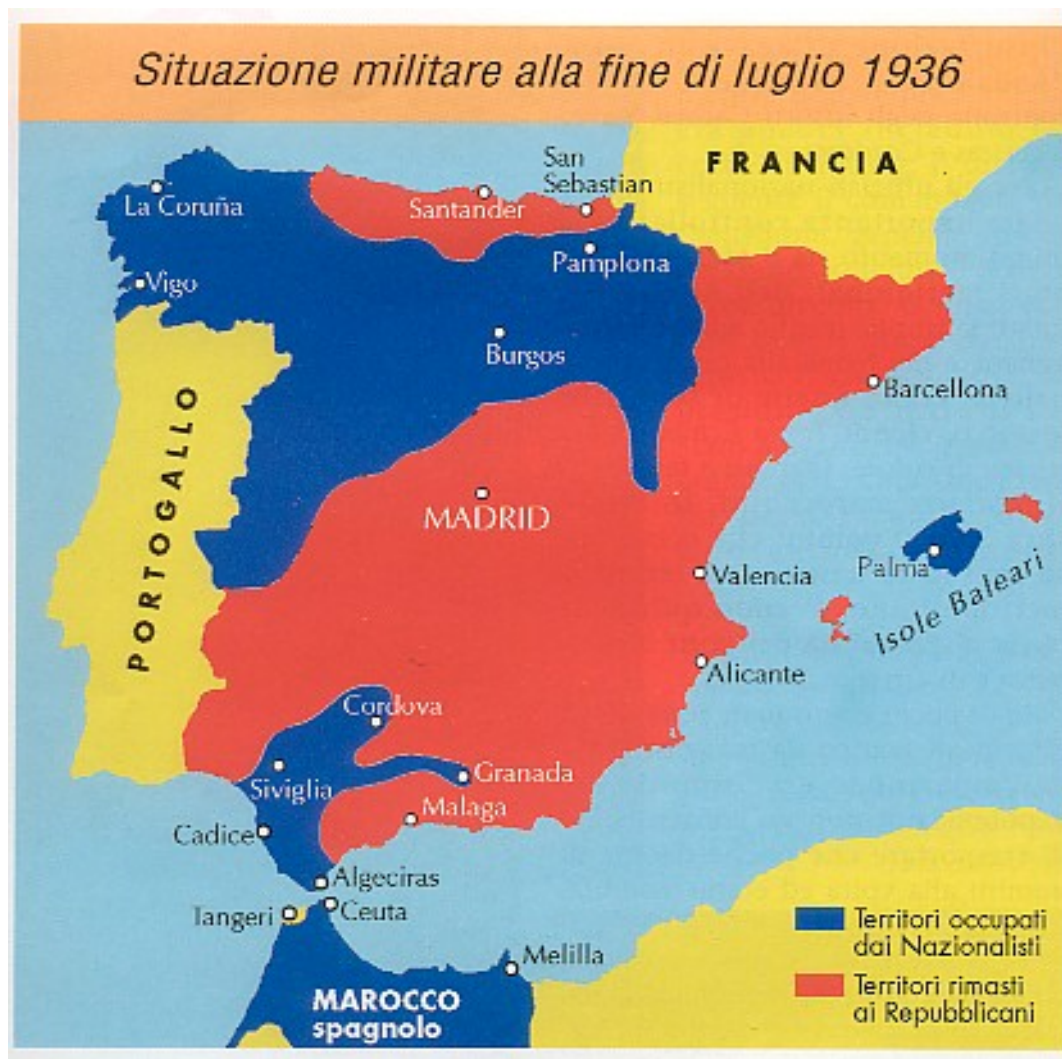 Situazione militare alla fine di luglio 1936
FRANCIA
San
Sebastian
La Coruña
Santander
Pamplona
Vigo
Burgos
Barcellona
PORTOGALLO
MADRID
Valencia
Palma
Isole Baleari
Alicante
Cordova
Siviglia
Granada
Malaga
Cadice
Algeciras
Tangeri
Ceuta
Melilla
MAROCCO
spagnolo
Territori occupati
dai Nazionalisti
Territori rimasti
ai Repubblicani